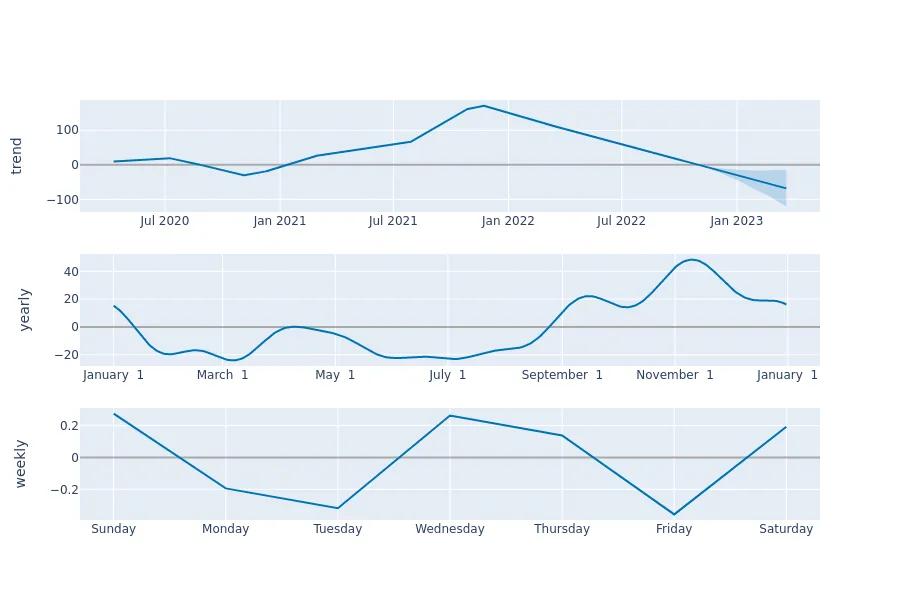 trend
100
0
−100
Jul 2020 Jan 2021 Jul 2021 Jan 2022 Jul 2022 Jan 2023
yearly
40
20
0
−20
January 1 March 1 May 1 July 1 September 1 November 1 January 1
weekly
0.2
0
−0.2
Sunday Monday Tuesday Wednesday Thursday Friday Saturday